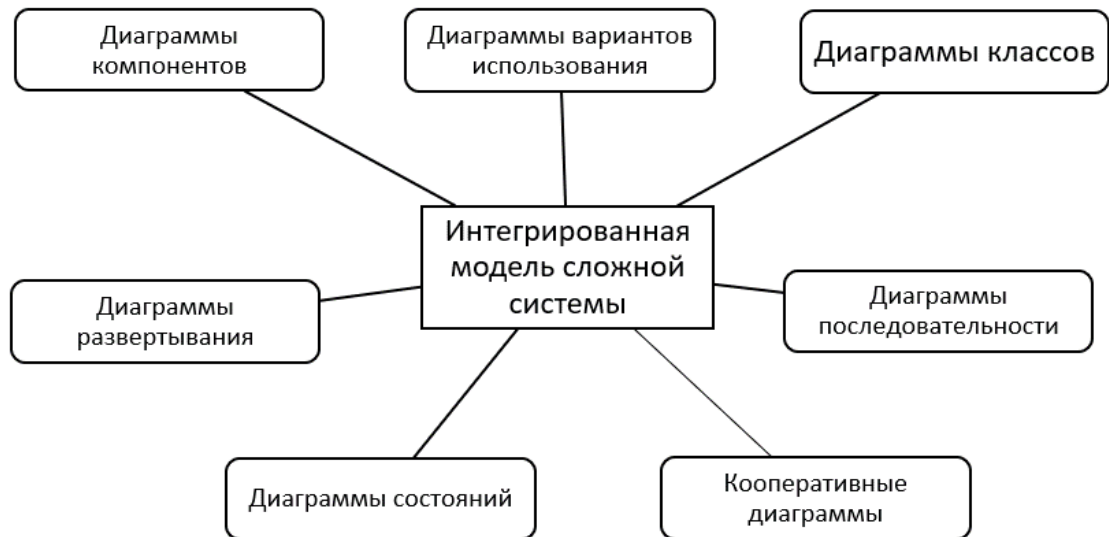 Диаграммы
компонентов
Диаграммы вариантов
использования
Диаграммы классов
Интегрированная
модель сложной
системы
Диаграммы
развертывания
Диаграммы
последовательности
Диаграммы состояний
Кооперативные
диаграммы